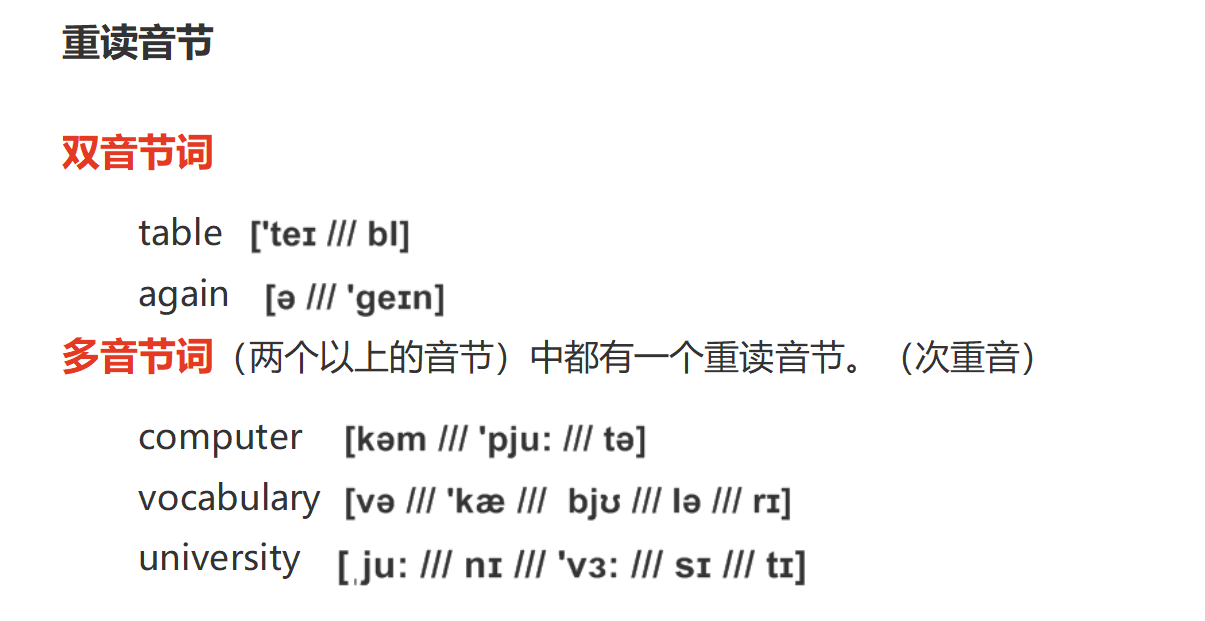 重读音节
双音节词
table ['teɪ /// bl]
again [ə /// 'geɪn]
多音节词（两个以上的音节）中都有一个重读音节。（次重音）
computer [kəm /// 'pju: /// tə]
vocabulary [və /// 'kæ /// bjʊ /// lə /// rɪ]
university [ˌju: /// nɪ /// 'vɜ: /// sɪ /// tɪ]